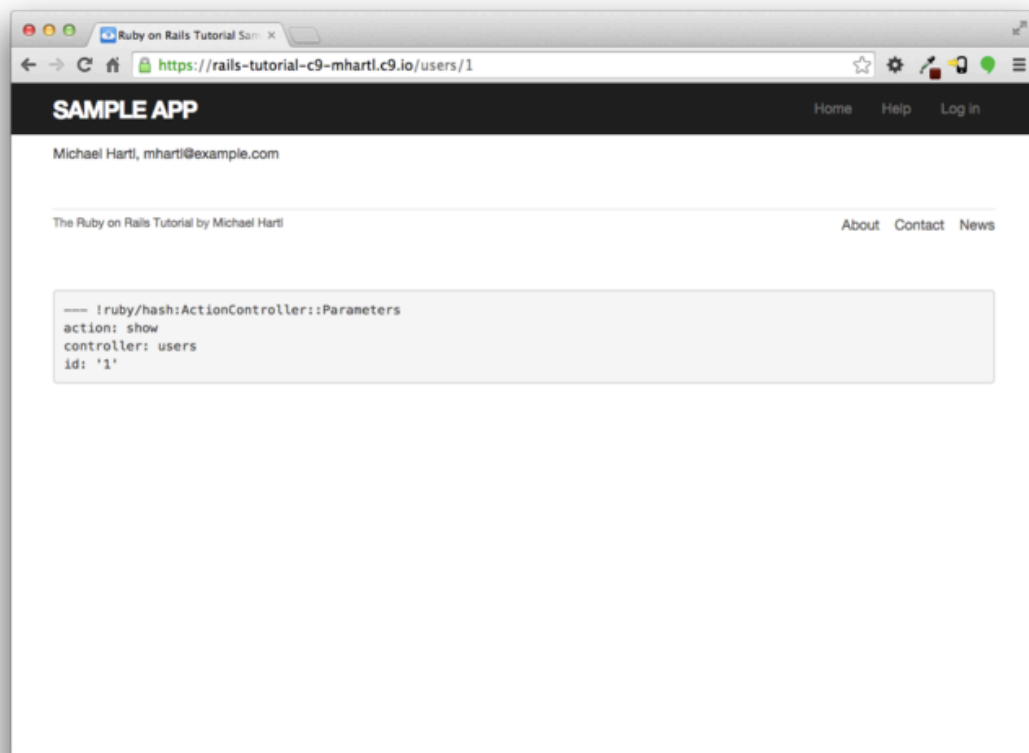 Ruby on Rails Tutorial Sam
https://rails-tutorial-c9-mhartl.c9.io/users/1
SAMPLE APP Home Help Log in
Michael Hartl, mhartl@example.com
The Ruby on Rails Tutorial by Michael Hartl About Contact News
--- !ruby/hash:ActionController::Parameters
action: show
controller: users
id: '1'